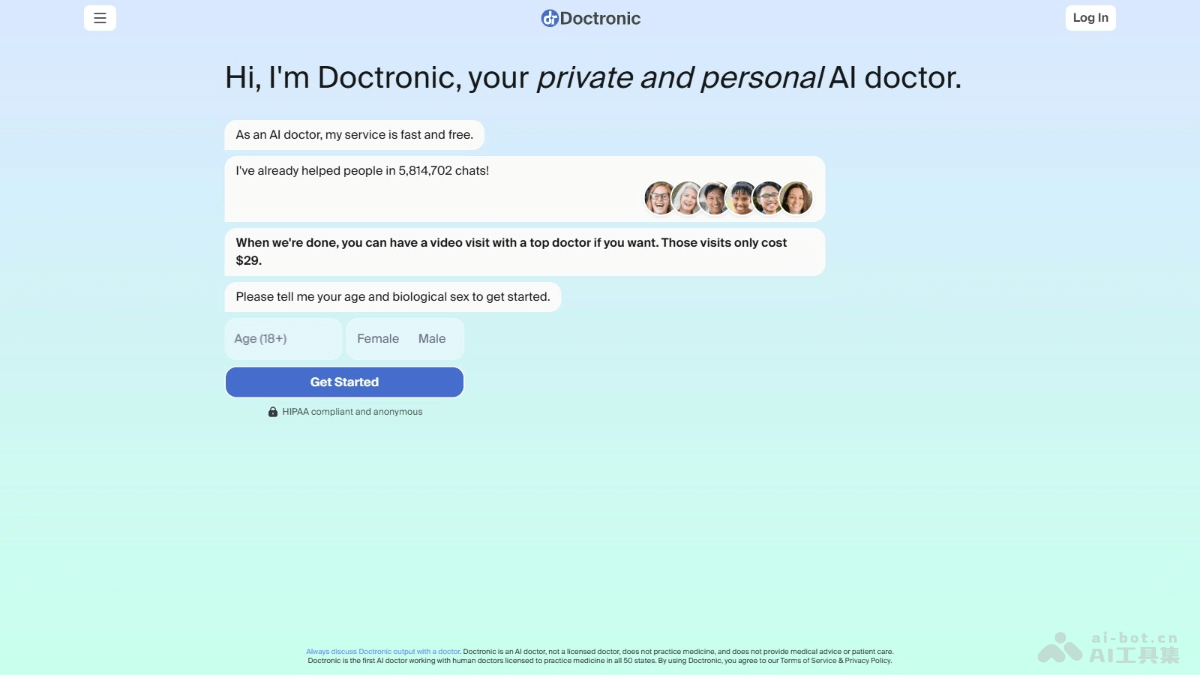 Doctronic
Log In
Hi, I'm Doctronic, your private and personal AI doctor.
As an AI doctor, my service is fast and free.
I've already helped people in 5,814,702 chats!
When we're done, you can have a video visit with a top doctor if you want. Those visits only cost
$29.
Please tell me your age and biological sex to get started.
Age (18+)
Female Male
Get Started
HIPAA compliant and anonymous
Always discuss Doctronic output with a doctor. Doctronic is an AI doctor, not a licensed doctor, does not practice medicine, and does not provide medical advice or patient care.
Doctronic is the first AI doctor working with human doctors licensed to practice medicine in all 50 states. By using Doctronic, you agree to our Terms of Service & Privacy Policy.
ai-bot.cn
AI工具集